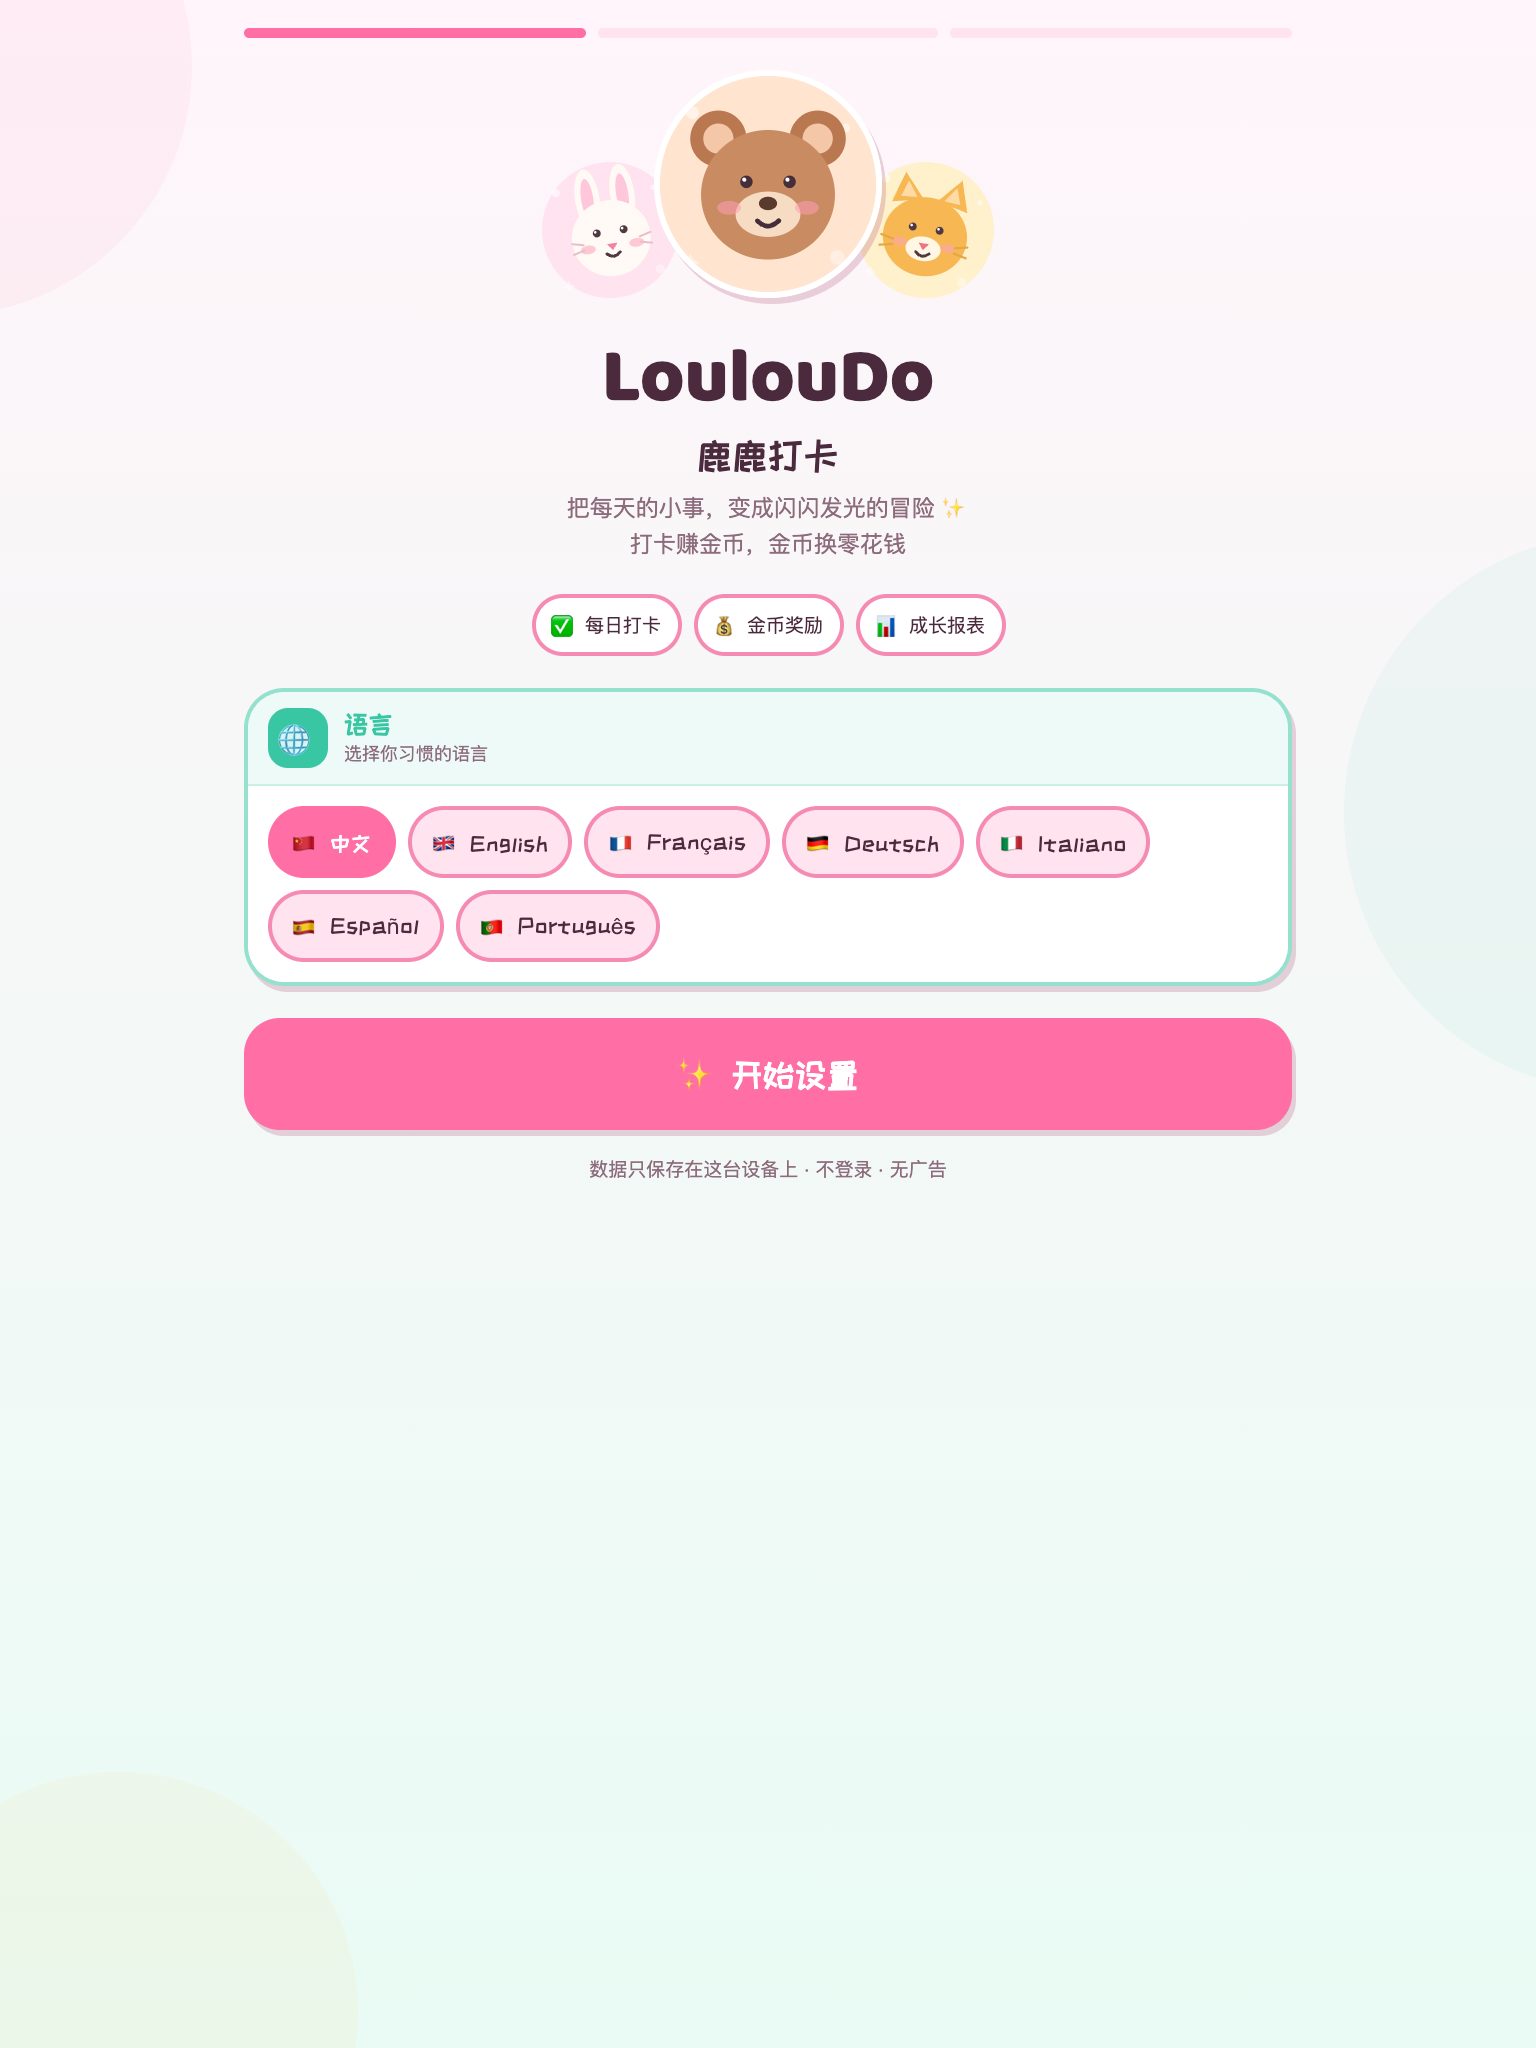 LoulouDo
鹿鹿打卡
把每天的小事，变成闪闪发光的冒险 ✨
打卡赚金币，金币换零花钱
✅ 每日打卡
💰 金币奖励
📊 成长报表
语言
选择你习惯的语言
🇨🇳 中文
🇬🇧 English
🇫🇷 Français
🇩🇪 Deutsch
🇮🇹 Italiano
🇪🇸 Español
🇵🇹 Português
✨ 开始设置
数据只保存在这台设备上 · 不登录 · 无广告